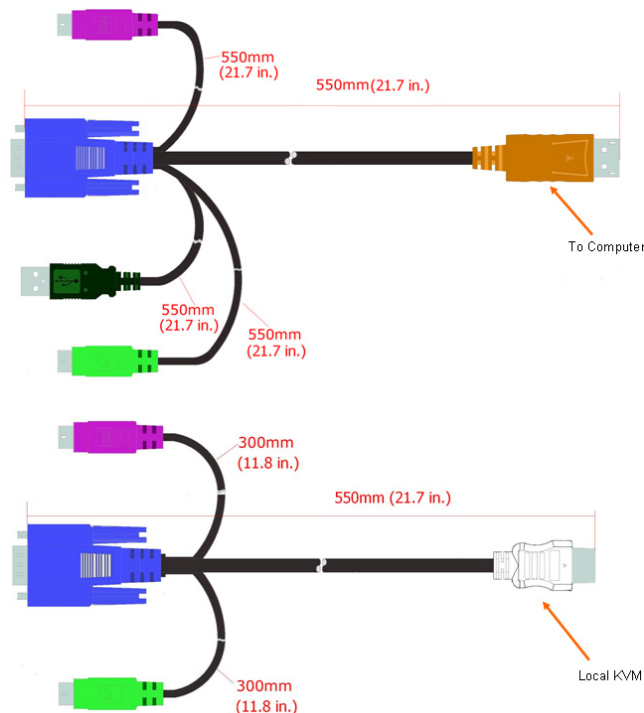 550mm
(21.7 in.)
550mm (21.7 in.)
To Computer
550mm
(21.7 in.)
550mm
(21.7 in.)
300mm
(11.8 in.)
550mm (21.7 in.)
Local KVM
300mm
(11.8 in.)